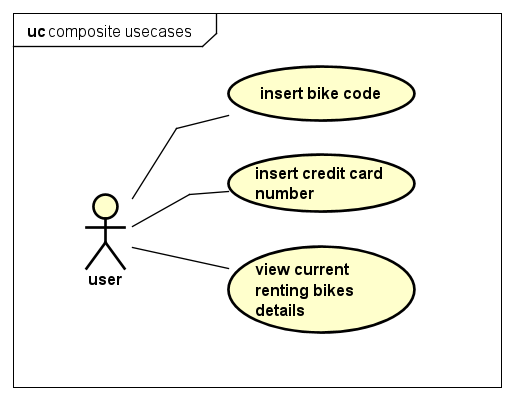 uc composite usecases
insert bike code
insert credit card
number
view current
renting bikes
details
user